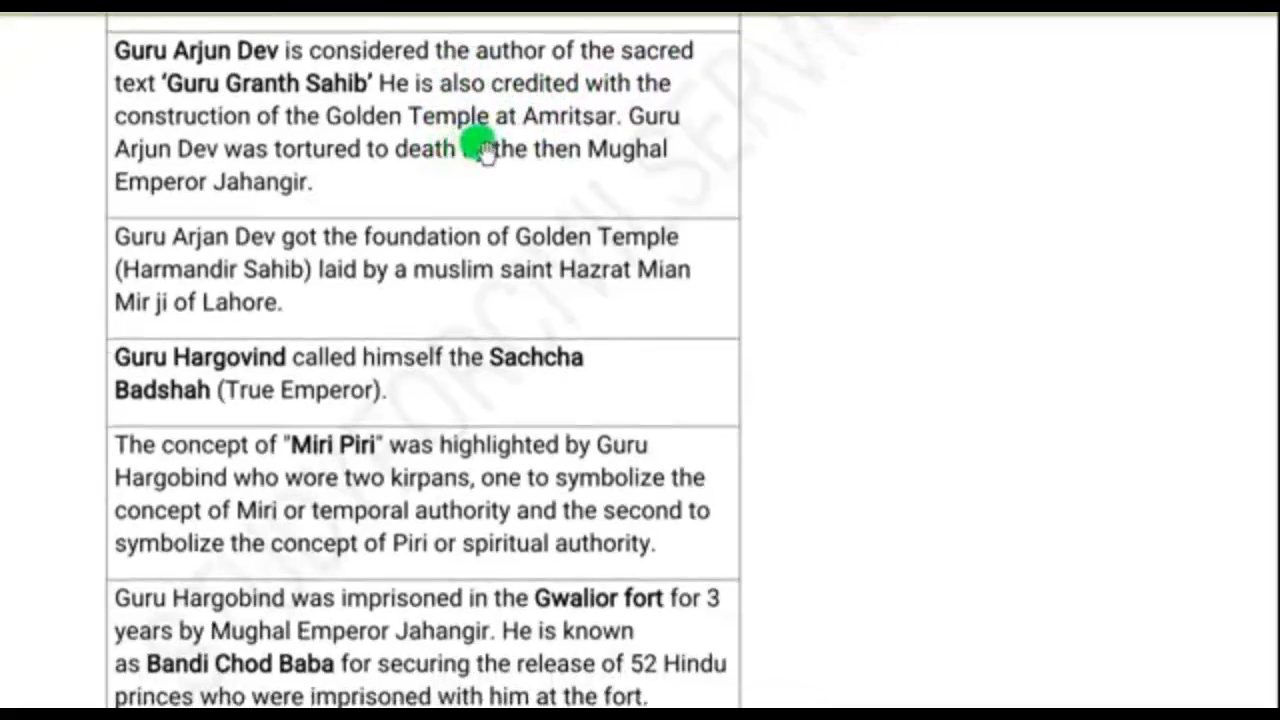 Guru Arjun Dev is considered the author of the sacred
text ‘Guru Granth Sahib’ He is also credited with the
construction of the Golden Temple at Amritsar. Guru
Arjun Dev was tortured to death the then Mughal
Emperor Jahangir.
Guru Arjan Dev got the foundation of Golden Temple
(Harmandir Sahib) laid by a muslim saint Hazrat Mian
Mir ji of Lahore.
Guru Hargovind called himself the Sachcha
Badshah (True Emperor).
The concept of "Miri Piri" was highlighted by Guru
Hargobind who wore two kirpans, one to symbolize the
concept of Miri or temporal authority and the second to
symbolize the concept of Piri or spiritual authority.
Guru Hargobind was imprisoned in the Gwalior fort for 3
years by Mughal Emperor Jahangir. He is known
as Bandi Chod Baba for securing the release of 52 Hindu
princes who were imprisoned with him at the fort.